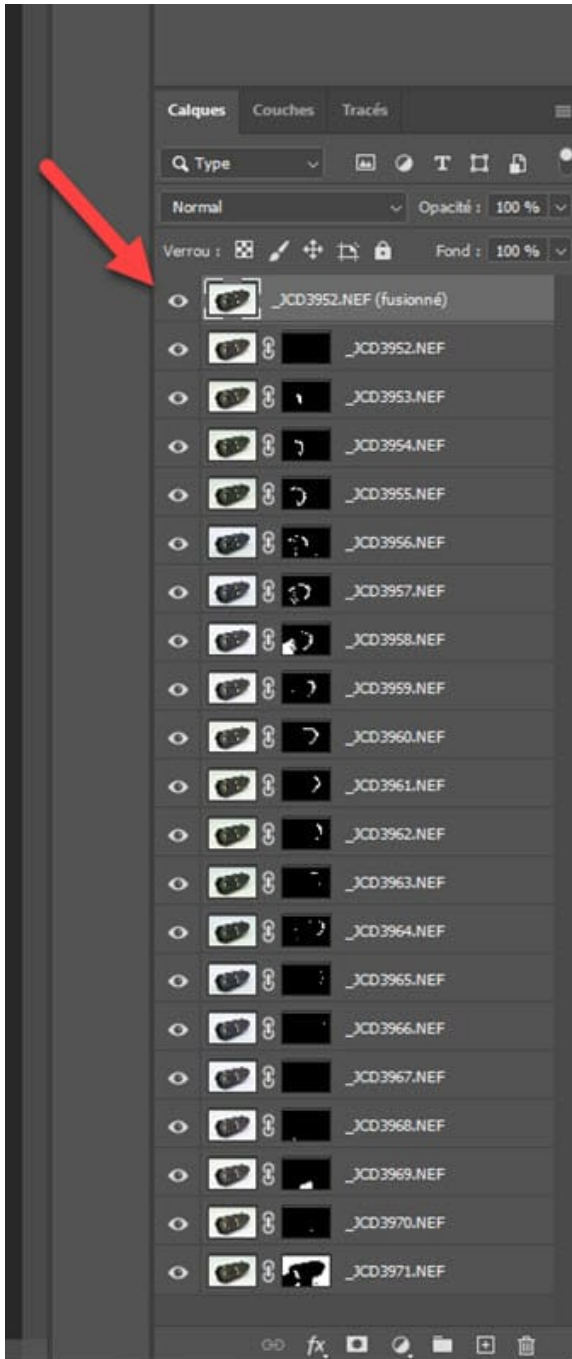 Calques Couches Tracés
Type T
Normal Opacité : 100 %
Verrou : Fond : 100 %
_JCD3952.NEF (fusionné)
_JCD3952.NEF
_JCD3953.NEF
_JCD3954.NEF
_JCD3955.NEF
_JCD3956.NEF
_JCD3957.NEF
_JCD3958.NEF
_JCD3959.NEF
_JCD3960.NEF
_JCD3961.NEF
_JCD3962.NEF
_JCD3963.NEF
_JCD3964.NEF
_JCD3965.NEF
_JCD3966.NEF
_JCD3967.NEF
_JCD3968.NEF
_JCD3969.NEF
_JCD3970.NEF
_JCD3971.NEF
fx